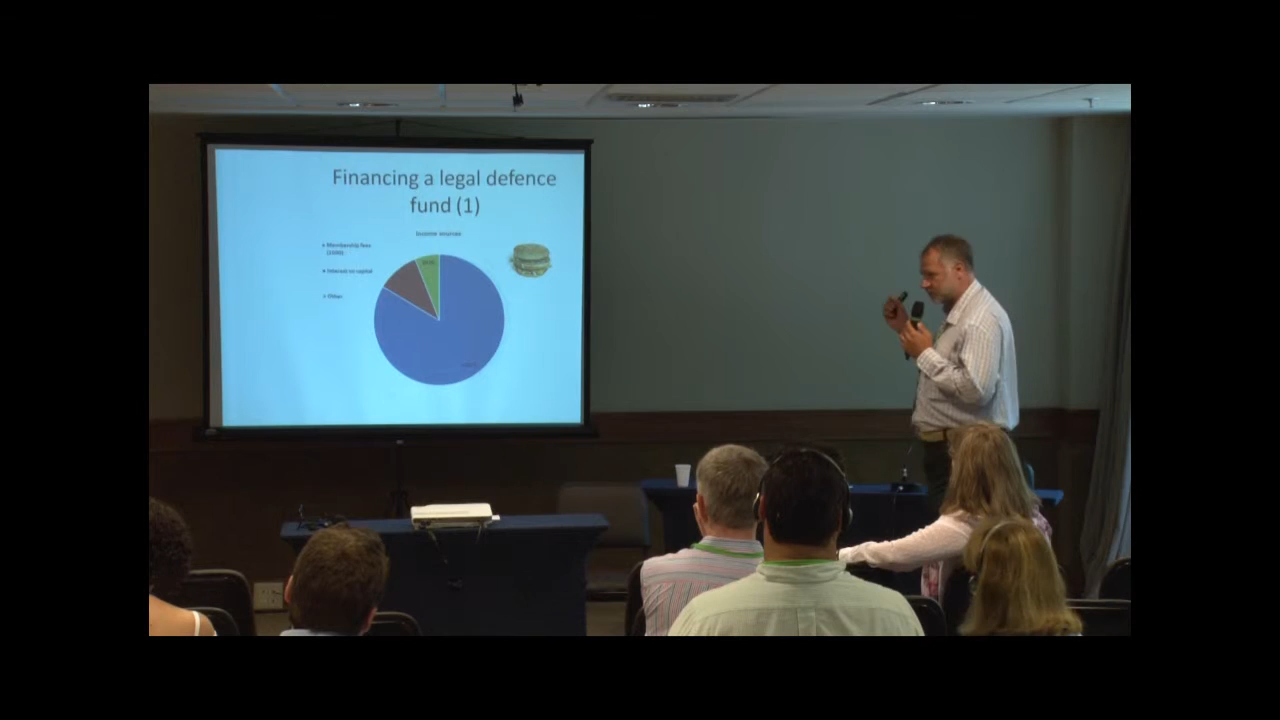 Financing a legal defence
fund (1)
Income sources
Membership fees
Interest on capital
Other